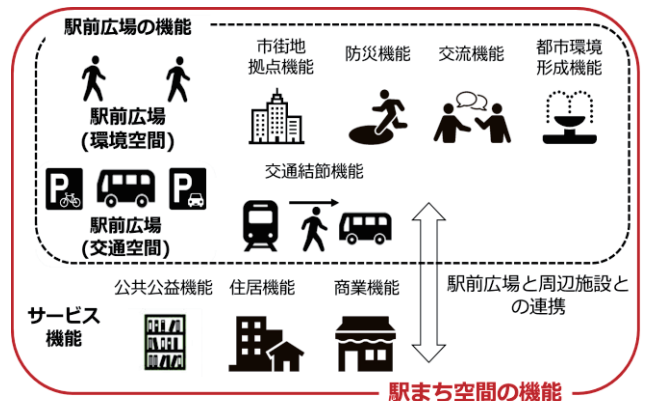 駅前広場の機能
市街地
拠点機能
防災機能
交流機能
都市環境
形成機能
駅前広場
(環境空間)
交通結節機能
P
P
駅前広場
(交通空間)
公共公益機能
住居機能
商業機能
駅前広場と周辺施設と
の連携
サービス
機能
駅まち空間の機能